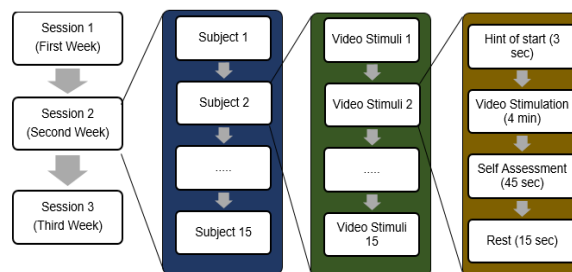 Session 1
(First Week)
Session 2
(Second Week)
Session 3
(Third Week)
Subject 1
Subject 2
.....
Subject 15
Video Stimuli 1
Video Stimuli 2
.....
Video Stimuli
15
Hint of start (3
sec)
Video Stimulation
(4 min)
Self Assessment
(45 sec)
Rest (15 sec)